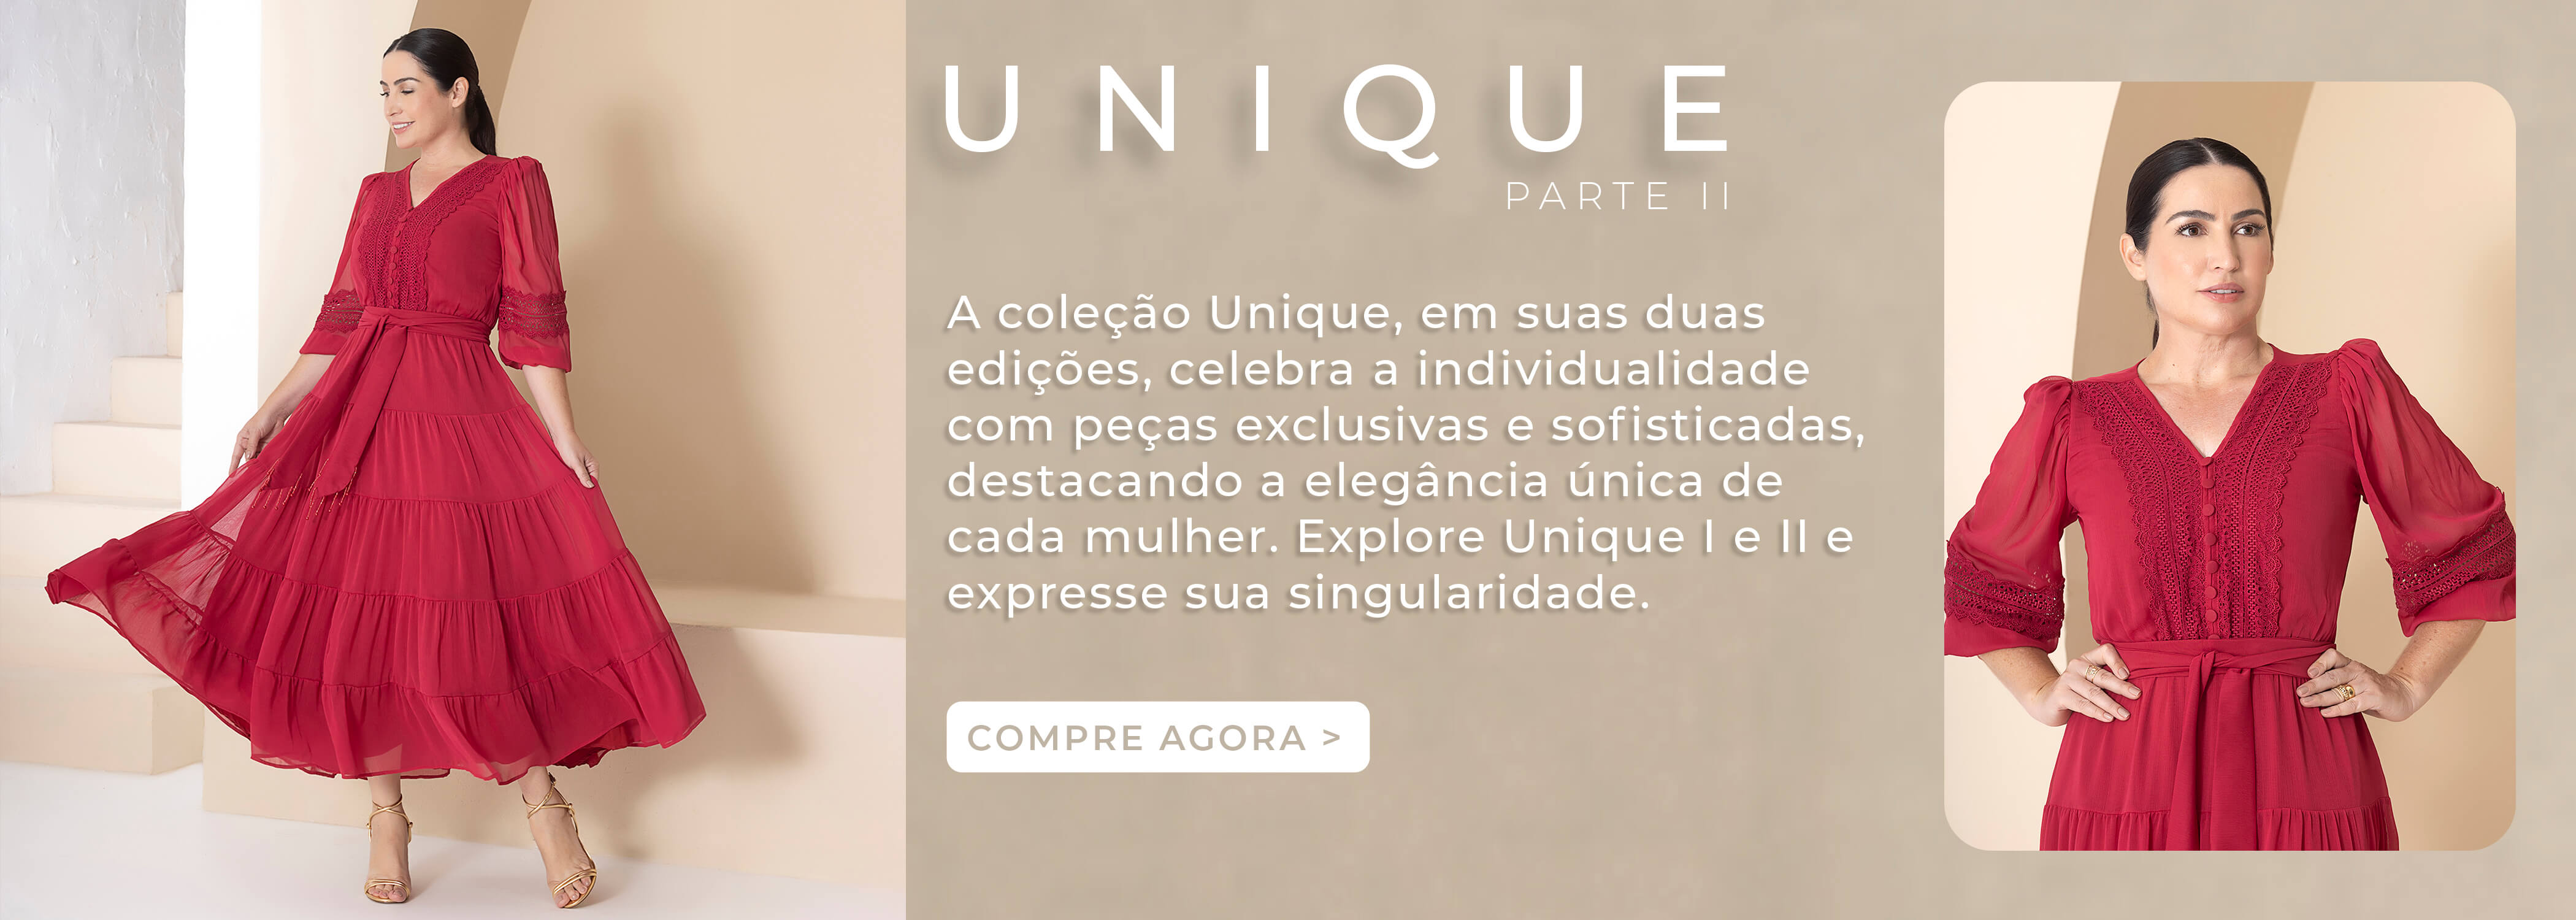 UNIQUE
PARTE II
A coleção Unique, em suas duas
edições, celebra a individualidade
com peças exclusivas e sofisticadas,
destacando a elegância única de
cada mulher. Explore Unique I e II e
expresse sua singularidade.
COMPRE AGORA >